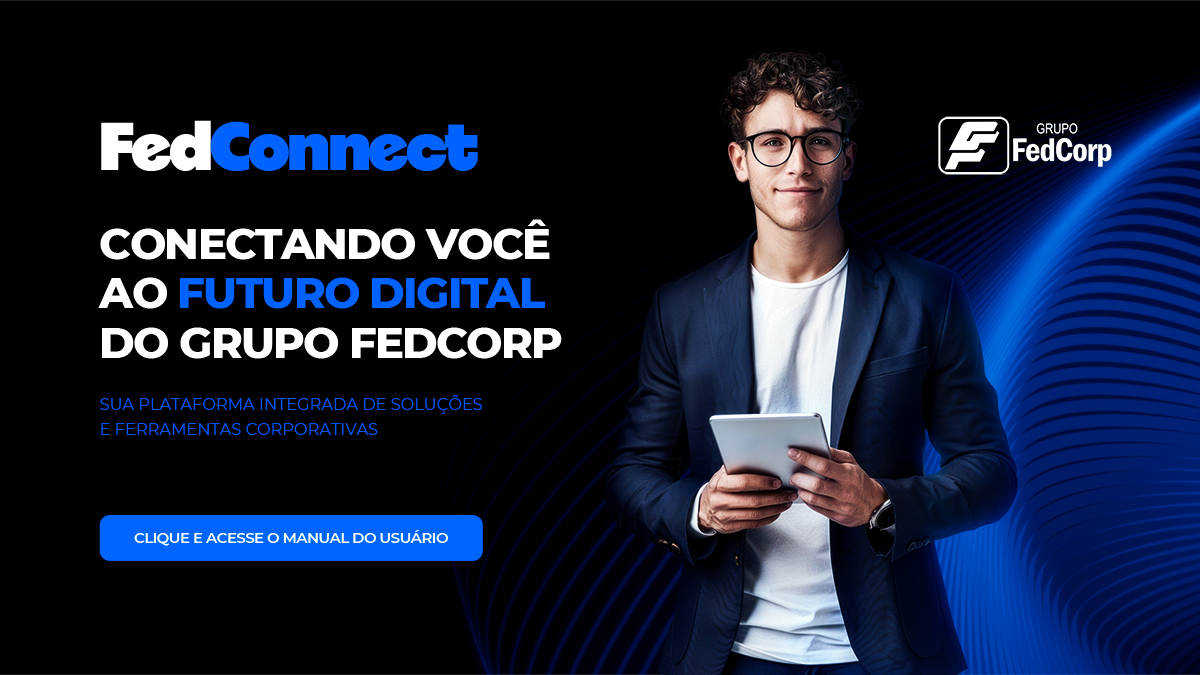 FedConnect
GRUPO
FedCorp
CONECTANDO VOCÊ
AO FUTURO DIGITAL
DO GRUPO FEDCORP
SUA PLATAFORMA INTEGRADA DE SOLUÇÕES
E FERRAMENTAS CORPORATIVAS
CLIQUE E ACESSE O MANUAL DO USUÁRIO